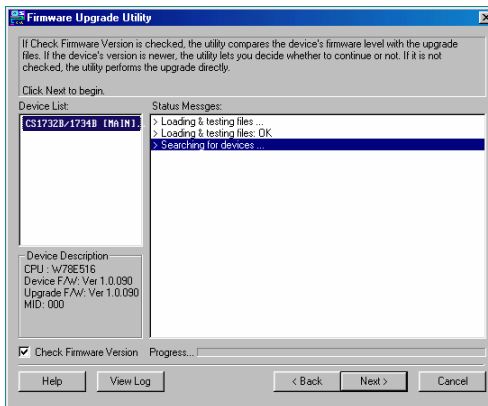 Firmware Upgrade Utility
If Check Firmware Version is checked, the utility compares the device's firmware level with the upgrade
files. If the device's version is newer, the utility lets you decide whether to continue or not. If it is not
checked, the utility performs the upgrade directly.
Click Next to begin.
Device List:
Status Messges:
CS1732B/1734B [MAIN].
> Loading & testing files ...
> Loading & testing files: OK
> Searching for devices ...
Device Description
CPU : W78E516
Device F/W: Ver 1.0.090
Upgrade F/W: Ver 1.0.090
MID: 000
Check Firmware Version
Progress...
Help
View Log
< Back
Next >
Cancel